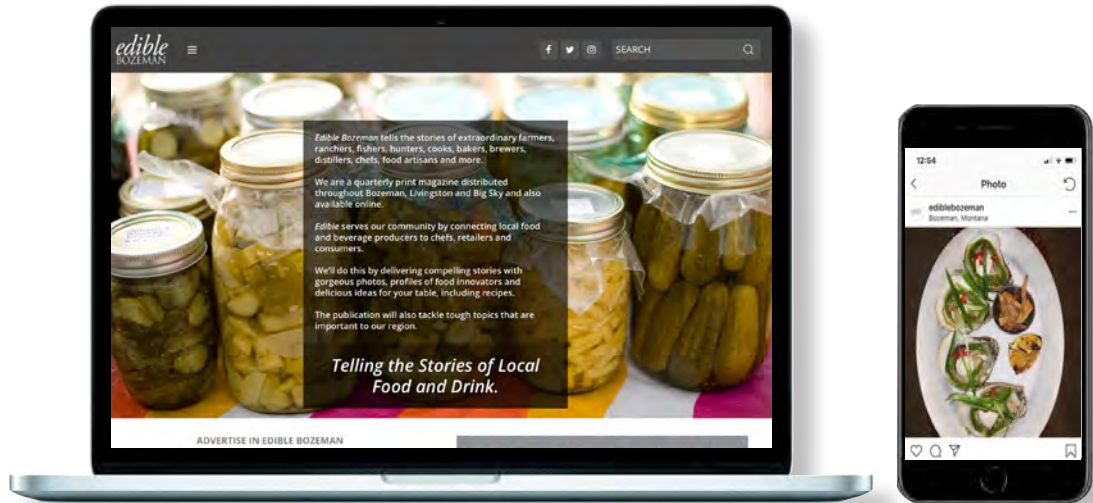 edible
BOZEMAN
SEARCH
Edible Bozeman tells the stories of extraordinary farmers,
ranchers, fishers, hunters, cooks, bakers, brewers,
distillers, chefs, food artisans and more.
We are a quarterly print magazine distributed
throughout Bozeman, Livingston and Big Sky and also
available online.
Edible serves our community by connecting local food
and beverage producers to chefs, retailers and
consumers.
We'll do this by delivering compelling stories with
gorgeous photos, profiles of food innovators and
delicious ideas for your table, including recipes.
The publication will also tackle tough topics that are
important to our region.
Telling the Stories of Local
Food and Drink.
ADVERTISE IN EDIBLE BOZEMAN
12:54
Photo
ediblebozeman
Bozeman, Montana